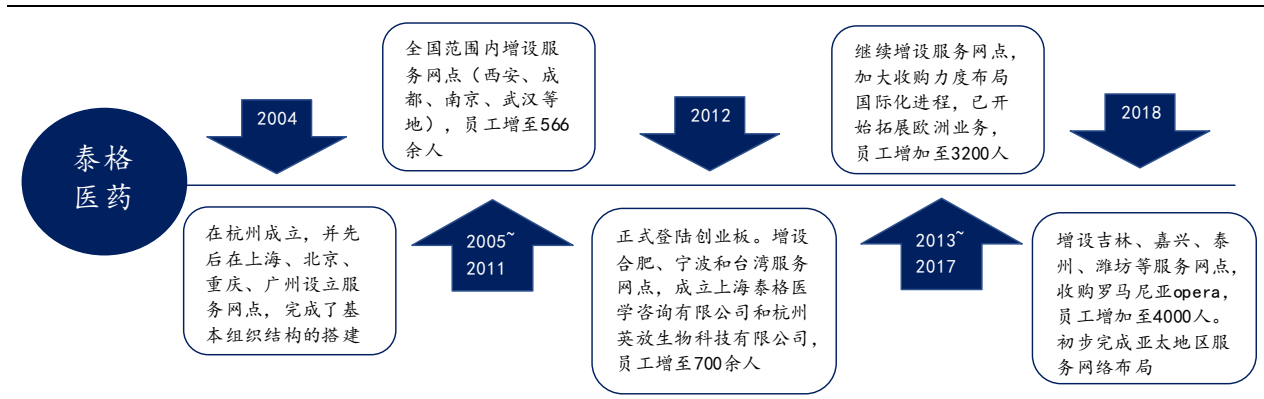 泰格
医药
2004
在杭州成立，并先
后在上海、北京、
重庆、广州设立服
务网点，完成了基
本组织结构的搭建
全国范围内增设服
务网点（西安、成
都、南京、武汉等
地），员工增至566
余人
2005~
2011
2012
正式登陆创业板。增设
合肥、宁波和台湾服务
网点，成立上海泰格医
学咨询有限公司和杭州
英放生物科技有限公司，
员工增至700余人
继续增设服务网点，
加大收购力度布局
国际化进程，已开
始拓展欧洲业务，
员工增加至3200人
2013~
2017
2018
增设吉林、嘉兴、泰
州、潍坊等服务网点，
收购罗马尼亚opera，
员工增加至4000人。
初步完成亚太地区服
务网络布局